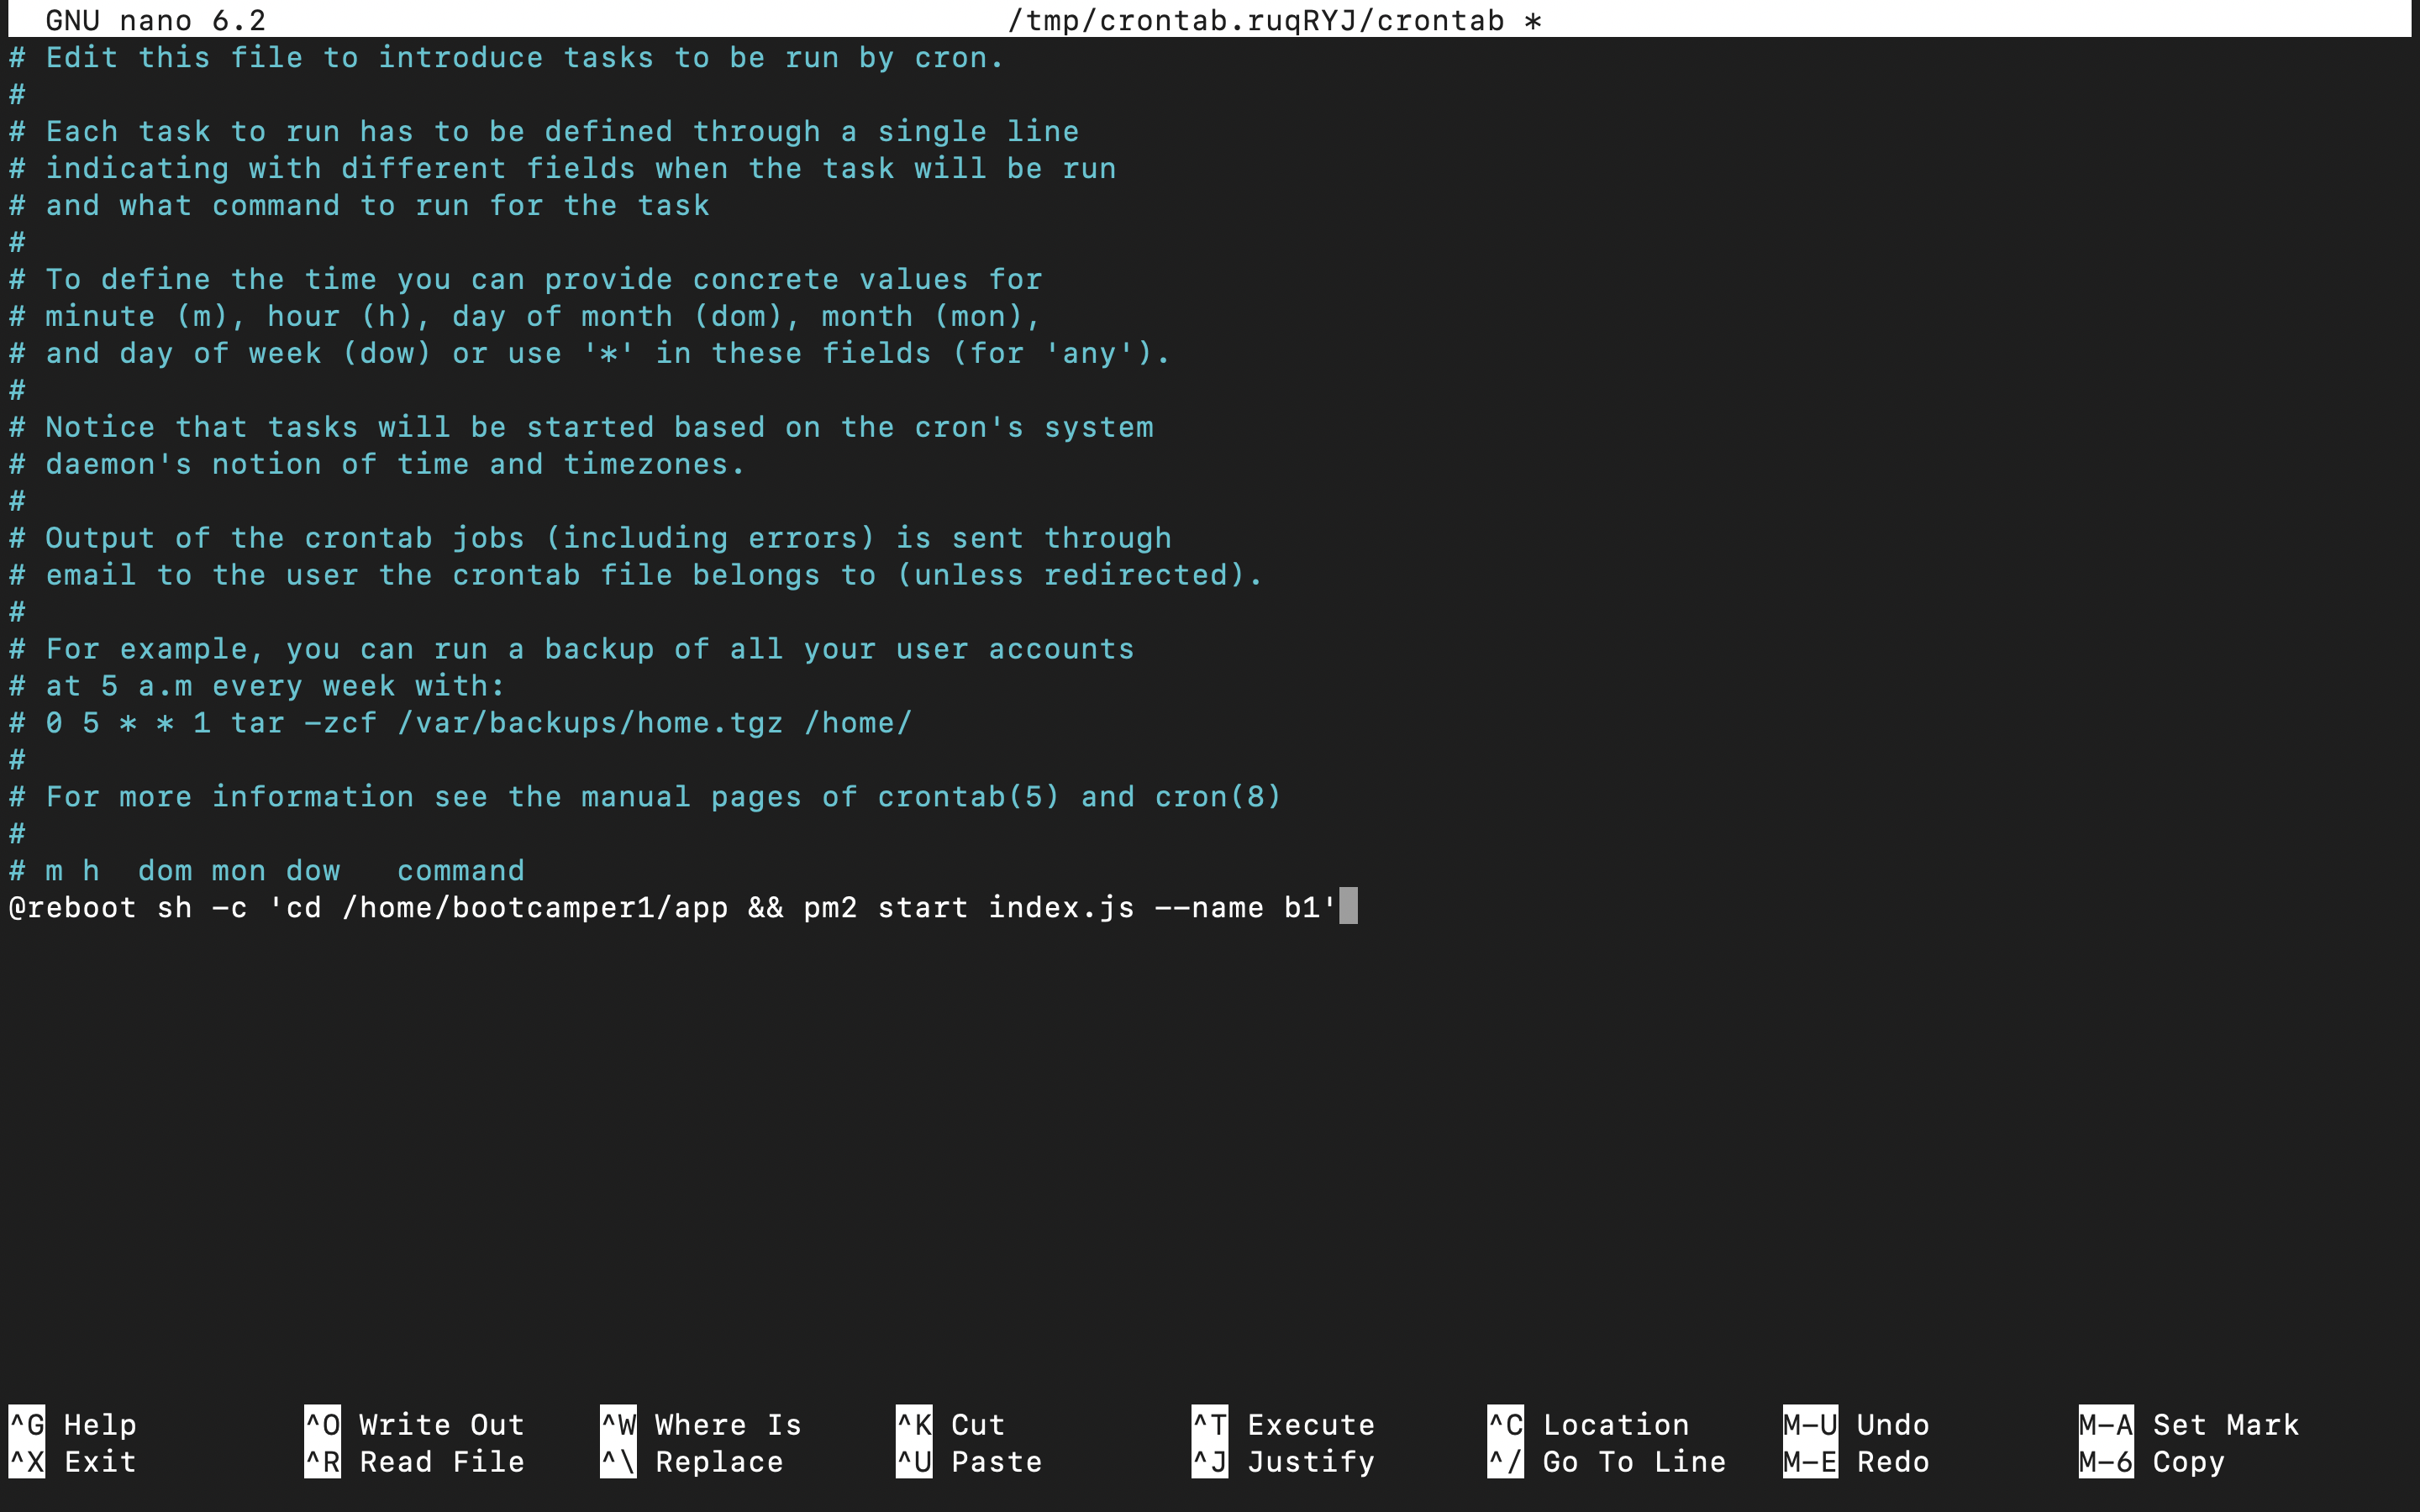 GNU nano 6.2 /tmp/crontab.ruqRYJ/crontab *
# Edit this file to introduce tasks to be run by cron.
#
# Each task to run has to be defined through a single line
# indicating with different fields when the task will be run
# and what command to run for the task
#
# To define the time you can provide concrete values for
# minute (m), hour (h), day of month (dom), month (mon),
# and day of week (dow) or use '*' in these fields (for 'any').
#
# Notice that tasks will be started based on the cron's system
# daemon's notion of time and timezones.
#
# Output of the crontab jobs (including errors) is sent through
# email to the user the crontab file belongs to (unless redirected).
#
# For example, you can run a backup of all your user accounts
# at 5 a.m every week with:
# 0 5 * * 1 tar -zcf /var/backups/home.tgz /home/
#
# For more information see the manual pages of crontab(5) and cron(8)
#
# m h  dom mon dow   command
@reboot sh -c 'cd /home/bootcamper1/app && pm2 start index.js --name b1'
^G Help ^O Write Out ^W Where Is ^K Cut ^T Execute ^C Location M-U Undo M-A Set Mark
^X Exit ^R Read File ^\ Replace ^U Paste ^J Justify ^/ Go To Line M-E Redo M-6 Copy